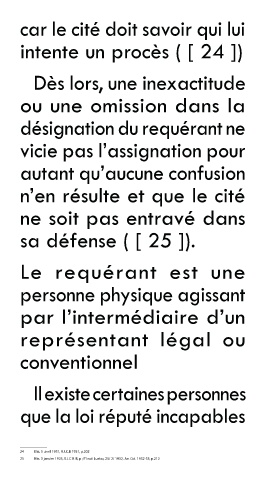 car le cité doit savoir qui lui
intente un procès ( [ 24 ])
Dès lors, une inexactitude
ou une omission dans la
désignation du requérant ne
vicie pas l’assignation pour
autant qu’aucune confusion
n’en résulte et que le cité
ne soit pas entravé dans
sa défense ( [ 25 ]).
Le requérant est une
personne physique agissant
par l’intermédiaire d’un
représentant légal ou
conventionnel
Il existe certaines personnes
que la loi réputé incapables
24
25